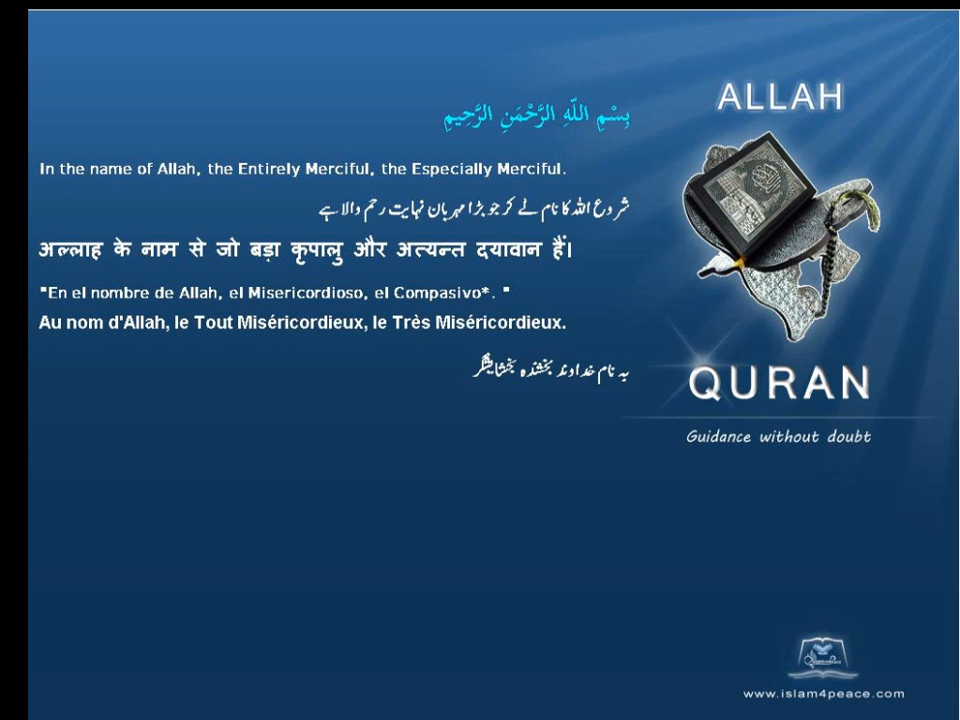 بِسْمِ اللّهِ الرَّحْمَنِ الرَّحِيمِ
In the name of Allah, the Entirely Merciful, the Especially Merciful.
شروع اللہ کا نام لے کر جو بڑا مہربان نہایت رحم والا ہے
अल्लाह के नाम से जो बड़ा कृपालु और अत्यन्त दयावान हैं।
"En el nombre de Allah, el Misericordioso, el Compasivo*. "
Au nom d'Allah, le Tout Miséricordieux, le Très Miséricordieux.
به نام خداوند بخشنده بخشایشگر
ALLAH
QURAN
Guidance without doubt
www.islam4peace.com